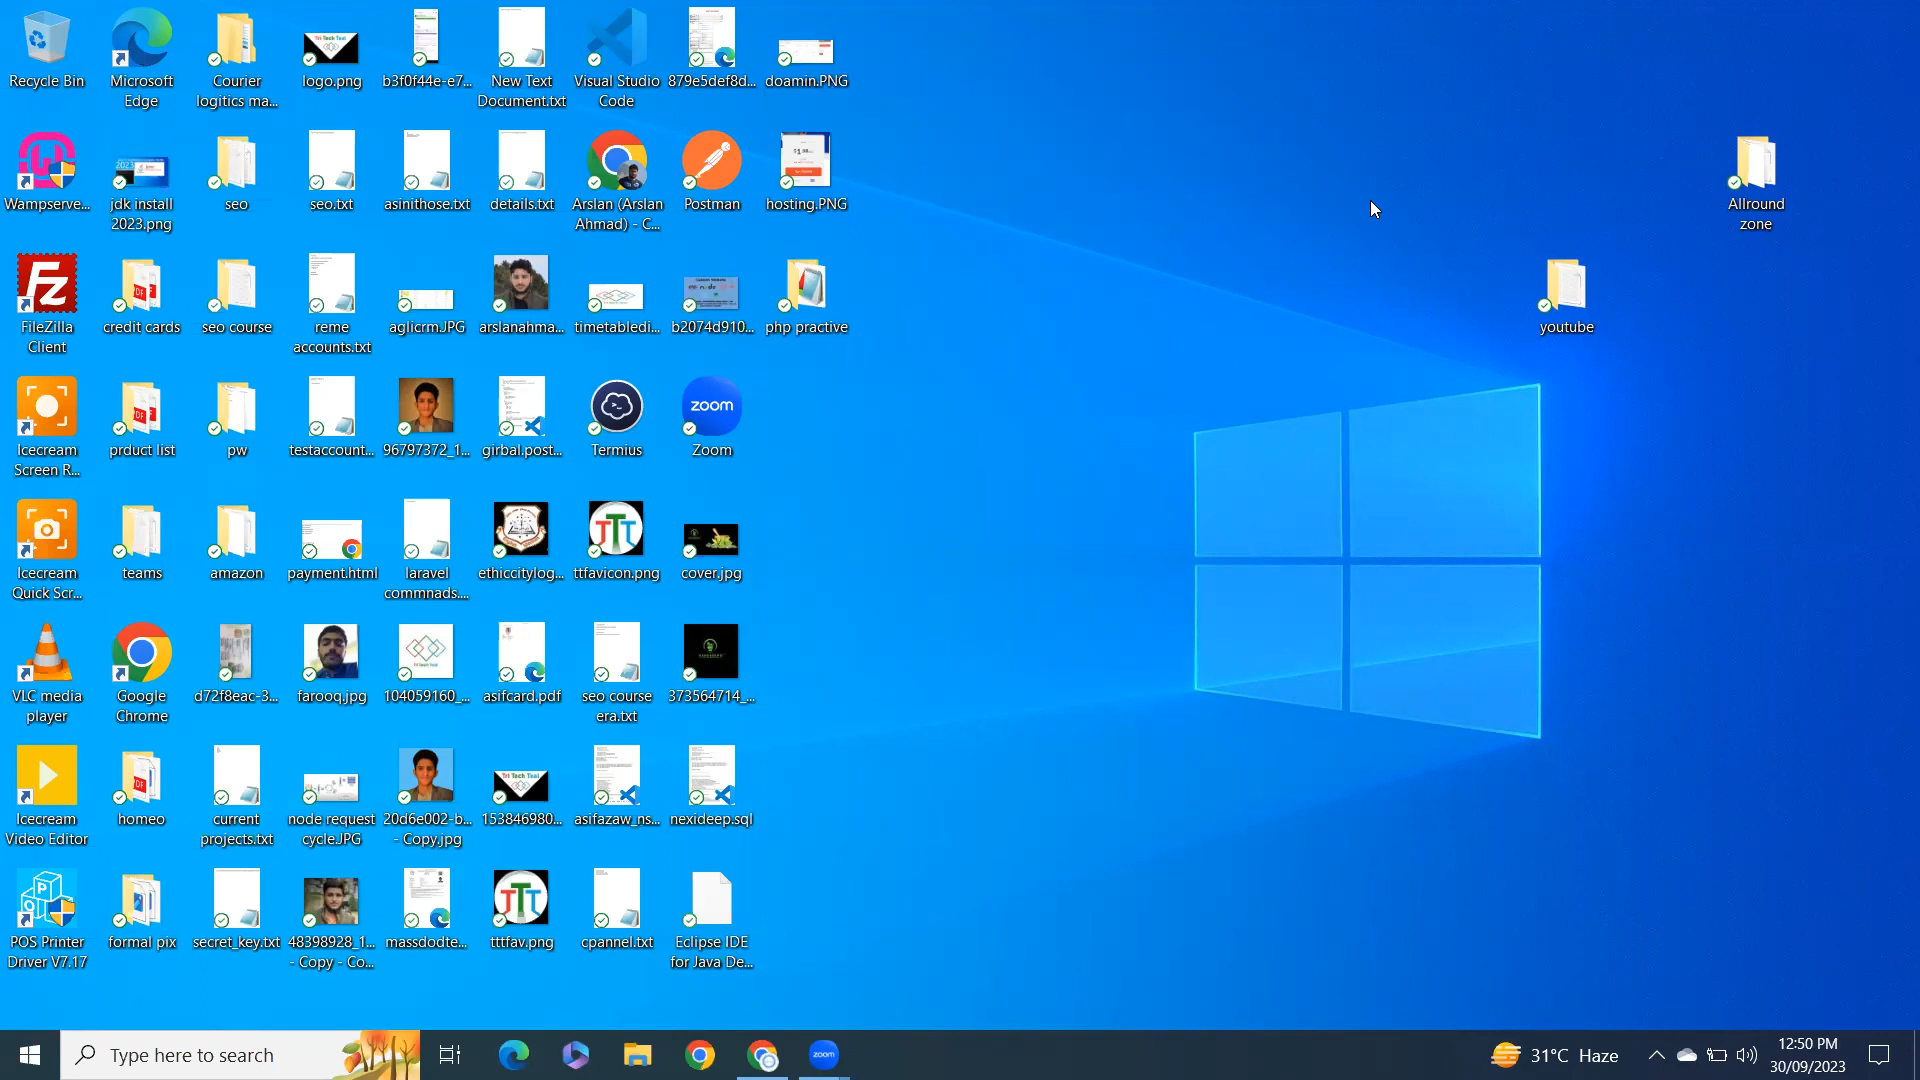 Recycle Bin
Microsoft
Edge
Courier
logitics ma...
logo.png
b3f0f44e-e7...
New Text
Document.txt
Visual Studio
Code
879e5def8d...
doamin.PNG
Wampserve...
jdk install
2023.png
seo
seo.txt
asinithose.txt
details.txt
Arslan (Arslan
Ahmad) - C...
Postman
hosting.PNG
Allround
zone
FileZilla
Client
credit cards
seo course
reme
accounts.txt
aglicrm.JPG
arslanahma...
timetabledi...
b2074d910...
php practive
youtube
Icecream
Screen R...
prduct list
pw
testaccount...
96797372_1...
girbal.post...
Termius
zoom
Zoom
Icecream
Quick Scr...
teams
amazon
payment.html
laravel
commnads....
ethiccitylog...
ttfavicon.png
cover.jpg
VLC media
player
Google
Chrome
d72f8eac-3...
farooq.jpg
104059160_...
asifcard.pdf
seo course
era.txt
373564714_...
Icecream
Video Editor
homeo
current
projects.txt
node request
cycle.JPG
20d6e002-b...
- Copy.jpg
Tri Tech Teal
153846980...
asifazaw_ns...
nexideep.sql
POS Printer
Driver V7.17
formal pix
secret_key.txt
48398928_1...
- Copy - Co...
massdodte...
tttfav.png
cpannel.txt
Eclipse IDE
for Java De...
Type here to search
zoom
31°C Haze
12:50 PM
30/09/2023